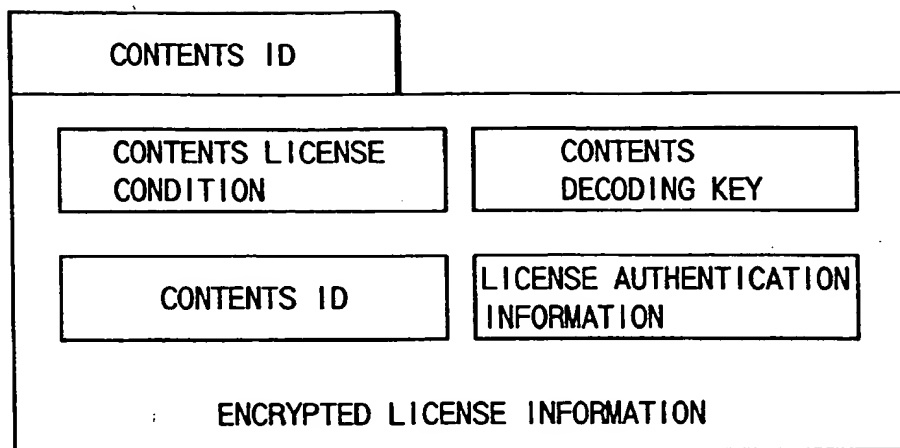 CONTENTS ID
CONTENTS LICENSE
CONDITION
CONTENTS
DECODING KEY
CONTENTS ID
LICENSE AUTHENTICATION
INFORMATION
ENCRYPTED LICENSE INFORMATION